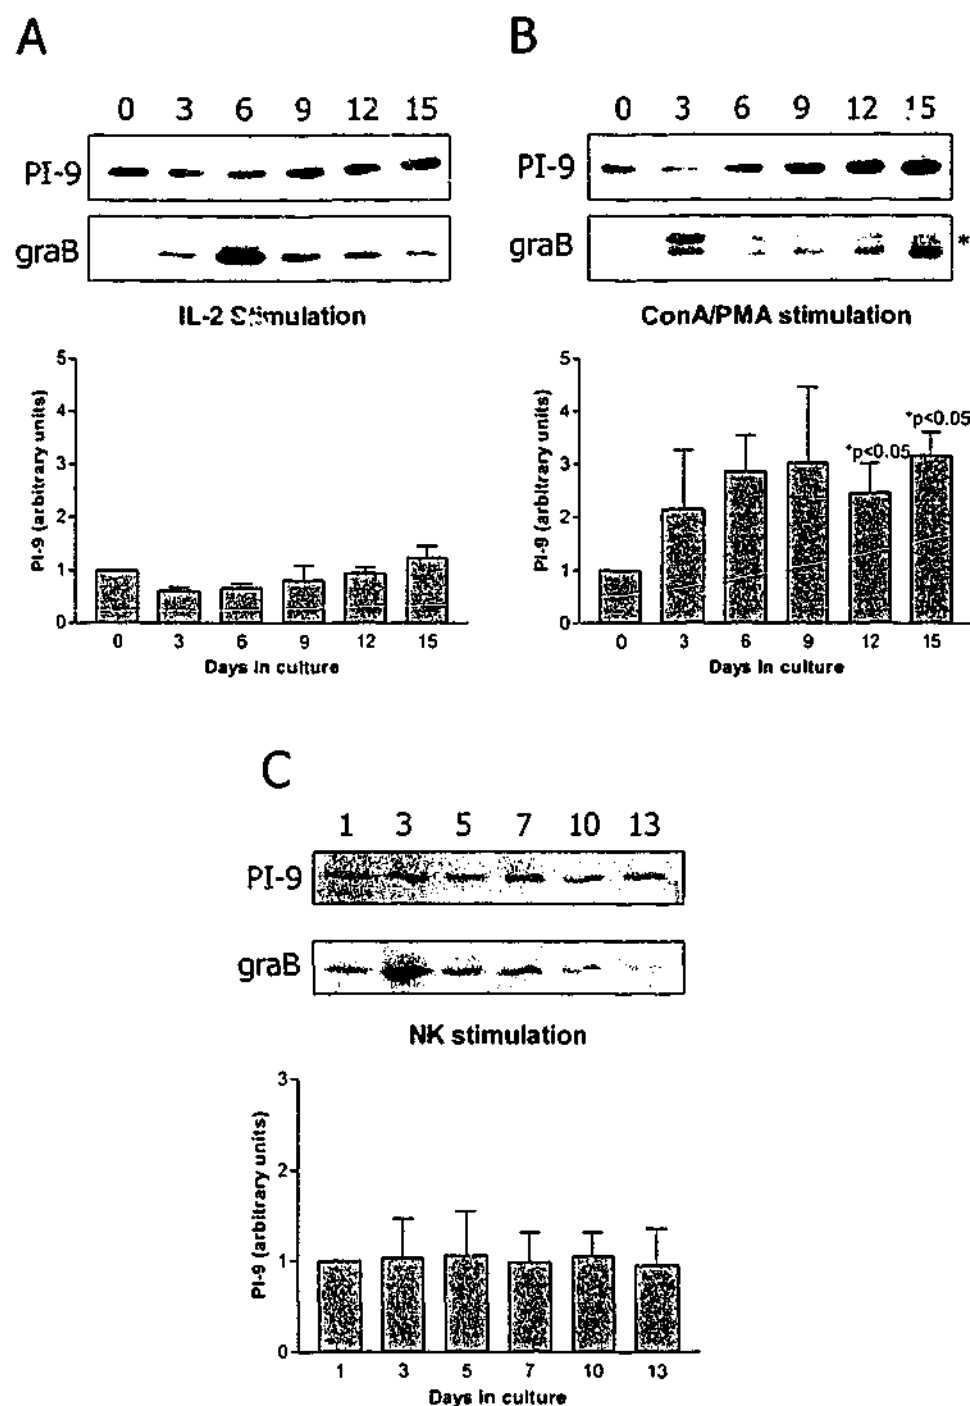 A
0 3 6 9 12 15
PI-9
graB
IL-2 Stimulation
PI-9 (arbitrary units)
5
4
3
2
1
0
0 3 6 9 12 15
Days in culture
B
0 3 6 9 12 15
PI-9
graB *
ConA/PMA stimulation
PI-9 (arbitrary units)
5
4
3
2
1
0
*p<0.05
*p<0.05
0 3 6 9 12 15
Days in culture
C
1 3 5 7 10 13
PI-9
graB
NK stimulation
PI-9 (arbitrary units)
3
2
1
0
1 3 5 7 10 13
Days in culture